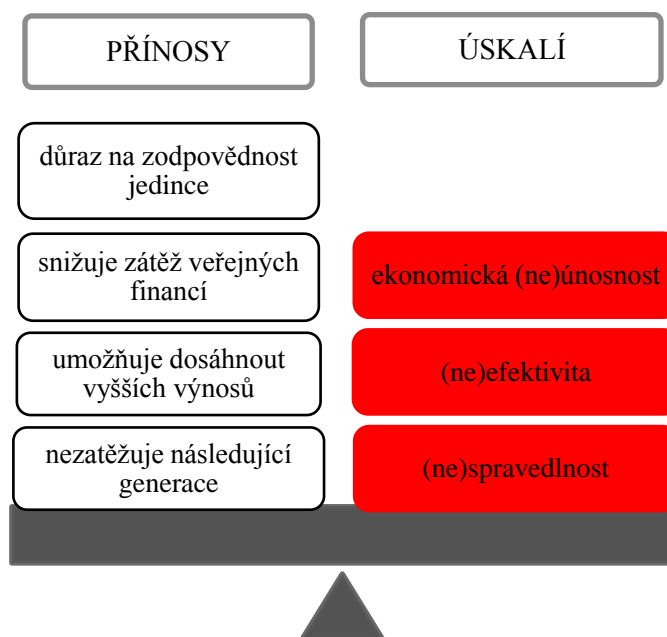 PŘÍNOSY
ÚSKALÍ
důraz na zodpovědnost
jedince
snižuje zátěž veřejných
financí
ekonomická (ne)únosnost
umožňuje dosáhnout
vyšších výnosů
(ne)efektivita
nezatěžuje následující
generace
(ne)spravedlnost